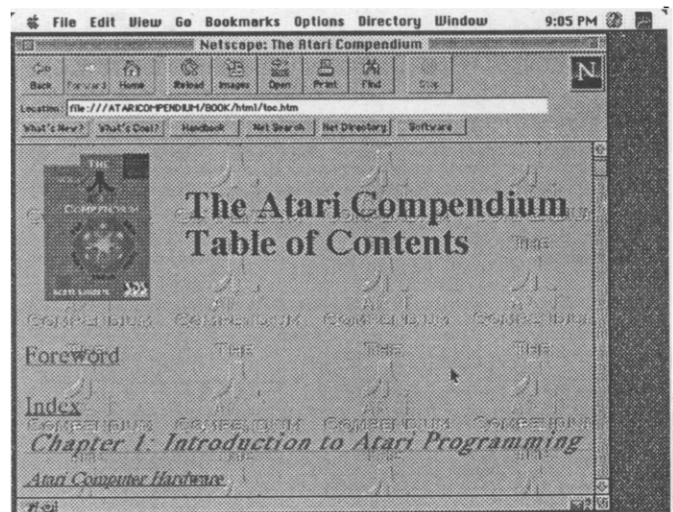 File Edit View Go Bookmarks Options Directory Window 9:05 PM
Netscape: The Atari Compendium
Back Forward Home Reload Images Open Print Find Stop
N
Location: file:///ATARICOMPENDIUM/BOOK/html/toc.htm
What's New? What's Cool? Handbook Net Search Net Directory Software
THE
COMPENDIUM
The Atari Compendium
Table of Contents
Foreword
Index
Chapter 1: Introduction to Atari Programming
Atari Computer Hardware